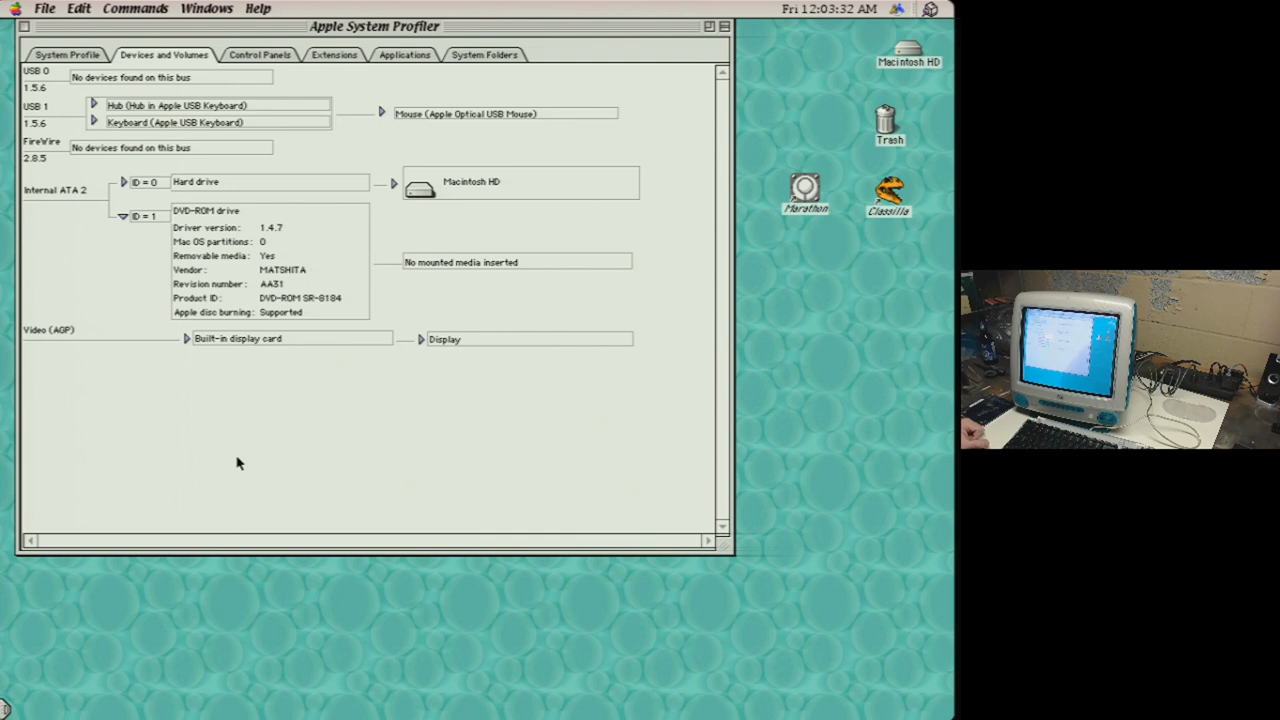 File Edit Commands Windows Help
Fri 12:03:32 AM
Apple System Profiler
System Profile Devices and Volumes Control Panels Extensions Applications System Folders
USB 0
1.5.6
No devices found on this bus
USB 1
1.5.6
Hub (Hub in Apple USB Keyboard)
Keyboard (Apple USB Keyboard)
Mouse (Apple Optical USB Mouse)
FireWire
2.8.5
No devices found on this bus
Internal ATA 2
ID = 0 Hard drive
Macintosh HD
ID = 1
DVD-ROM drive
Driver version: 1.4.7
Mac OS partitions: 0
Removable media: Yes
Vendor: MATSHITA
Revision number: AA31
Product ID: DVD-ROM SR-8184
Apple disc burning: Supported
No mounted media inserted
Video (AGP)
Built-in display card
Display
Macintosh HD
Trash
Marathon
Classilla